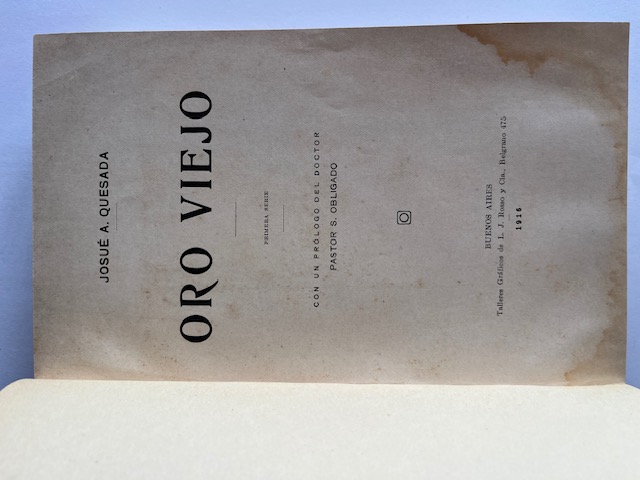 JOSUÉ A. QUESADA
ORO VIEJO
PRIMERA SERIE
CON UN PRÓLOGO DEL DOCTOR
PASTOR S. OBLIGADO
BUENOS AIRES
Talleres Gráficos de L. J. Rosso y Cía., Belgrano 475
1916